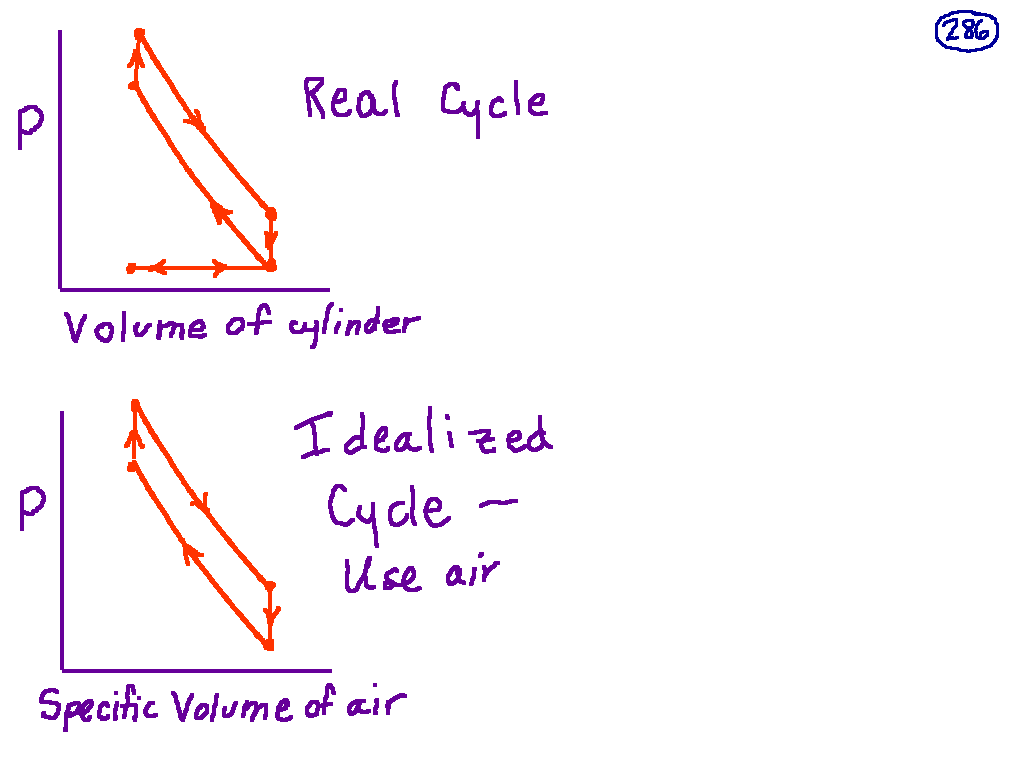 286
P
Real Cycle
Volume of cylinder
P
Idealized
Cycle —
Use air
Specific Volume of air